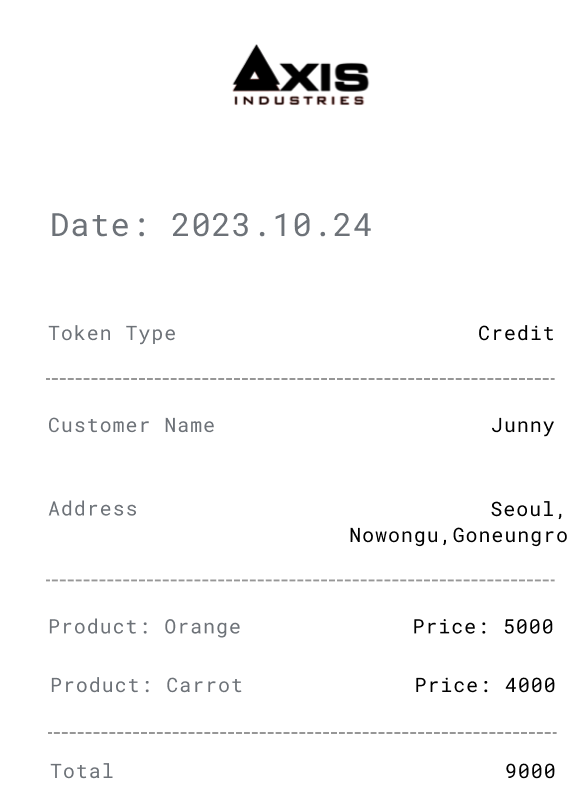 AXIS
INDUSTRIES
Date: 2023.10.24
Token Type Credit
Customer Name Junny
Address Seoul,
Nowongu,Goneungro
Product: Orange Price: 5000
Product: Carrot Price: 4000
Total 9000